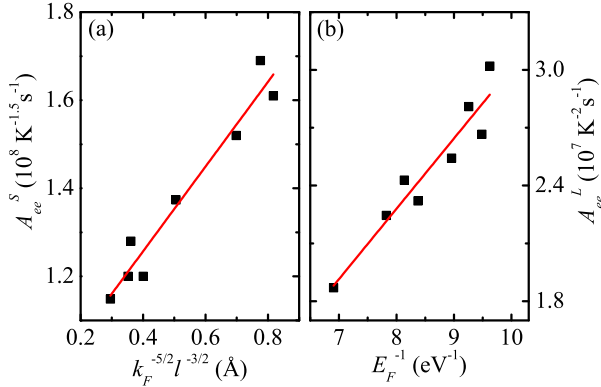 (a)
1.8
1.6
1.4
1.2
0.2 0.4 0.6 0.8 1.0
A_ee^S (10^8 K^-1.5 s^-1)
k_F^-5/2 l^-3/2 (Å)
(b)
3.0
2.4
1.8
7 8 9 10
A_ee^L (10^7 K^-2 s^-1)
E_F^-1 (eV^-1)